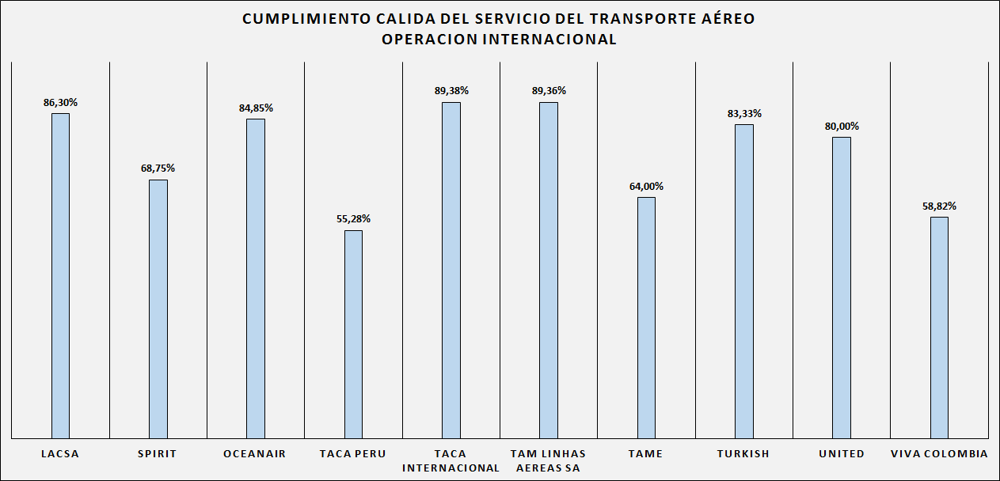 CUMPLIMIENTO CALIDA DEL SERVICIO DEL TRANSPORTE AÉREO
OPERACION INTERNACIONAL
86,30%
68,75%
84,85%
55,28%
89,38%
89,36%
64,00%
83,33%
80,00%
58,82%
LACSA
SPIRIT
OCEANAIR
TACA PERU
TACA
INTERNACIONAL
TAM LINHAS
AEREAS SA
TAME
TURKISH
UNITED
VIVA COLOMBIA